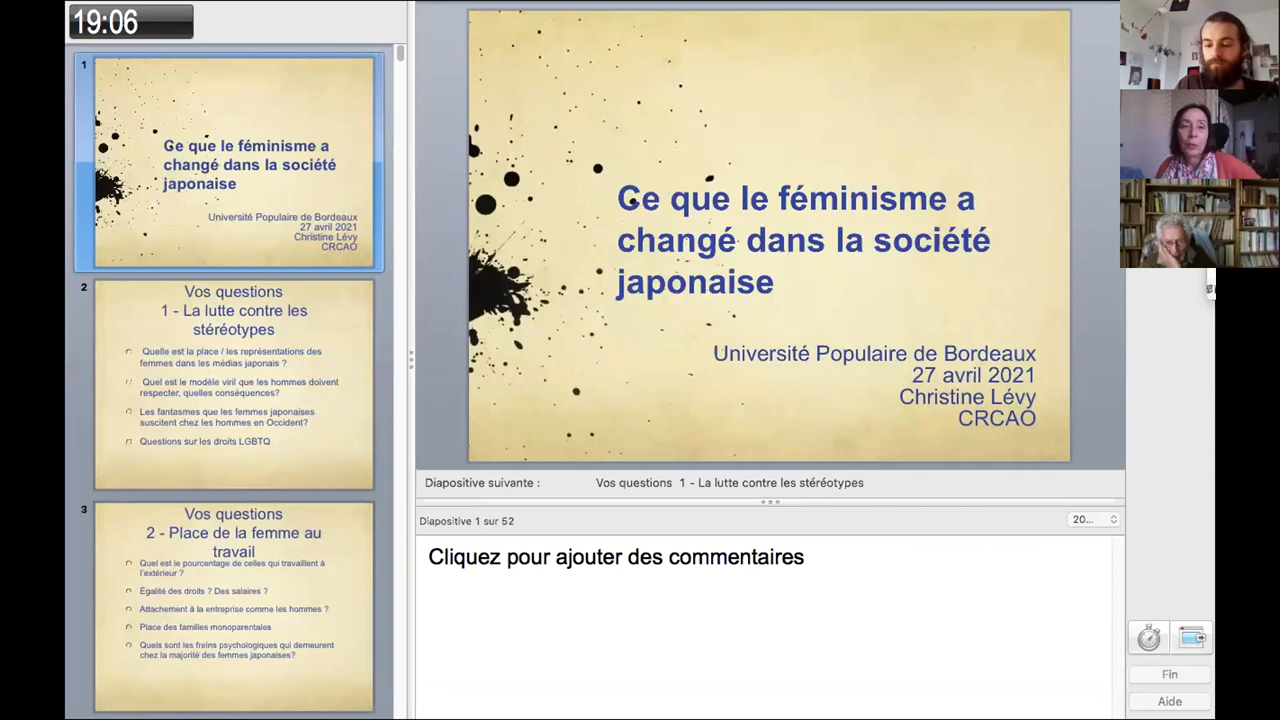 19:06
1
Ce que le féminisme a
changé dans la société
japonaise
Université Populaire de Bordeaux
27 avril 2021
Christine Lévy
CRCAO
2
Vos questions
1 - La lutte contre les
stéréotypes
Quelle est la place / les représentations des
femmes dans les médias japonais ?
Quel est le modèle viril que les hommes doivent
respecter, quelles conséquences?
Les fantasmes que les femmes japonaises
suscitent chez les hommes en Occident?
Questions sur les droits LGBTQ
3
Vos questions
2 - Place de la femme au
travail
Quel est le pourcentage de celles qui travaillent à
l'extérieur ?
Égalité des droits ? Des salaires ?
Attachement à la entreprise comme les hommes ?
Place des familles monoparentales
Quels sont les freins psychologiques qui demeurent
chez la majorité des femmes japonaises?
Ce que le féminisme a
changé dans la société
japonaise
Université Populaire de Bordeaux
27 avril 2021
Christine Lévy
CRCAO
Diapositive suivante : Vos questions 1 - La lutte contre les stéréotypes
Diapositive 1 sur 52
20...
Cliquez pour ajouter des commentaires
Fin
Aide